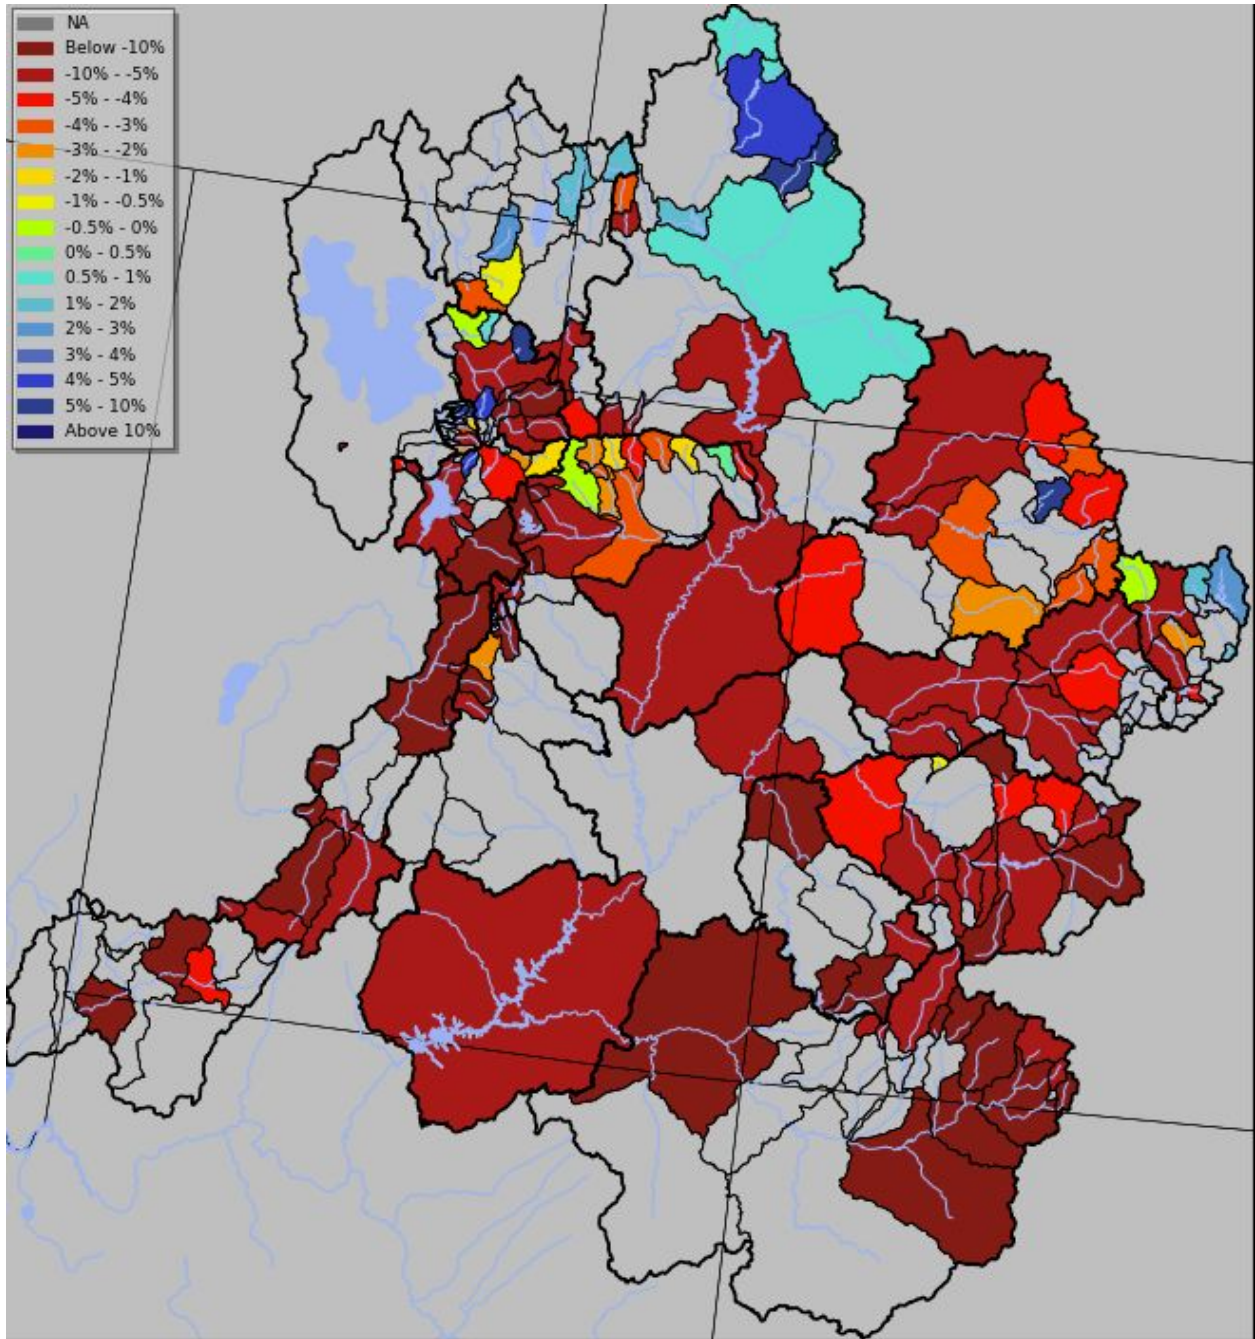 NA
Below -10%
-10% - -5%
-5% - -4%
-4% - -3%
-3% - -2%
-2% - -1%
-1% - -0.5%
-0.5% - 0%
0% - 0.5%
0.5% - 1%
1% - 2%
2% - 3%
3% - 4%
4% - 5%
5% - 10%
Above 10%